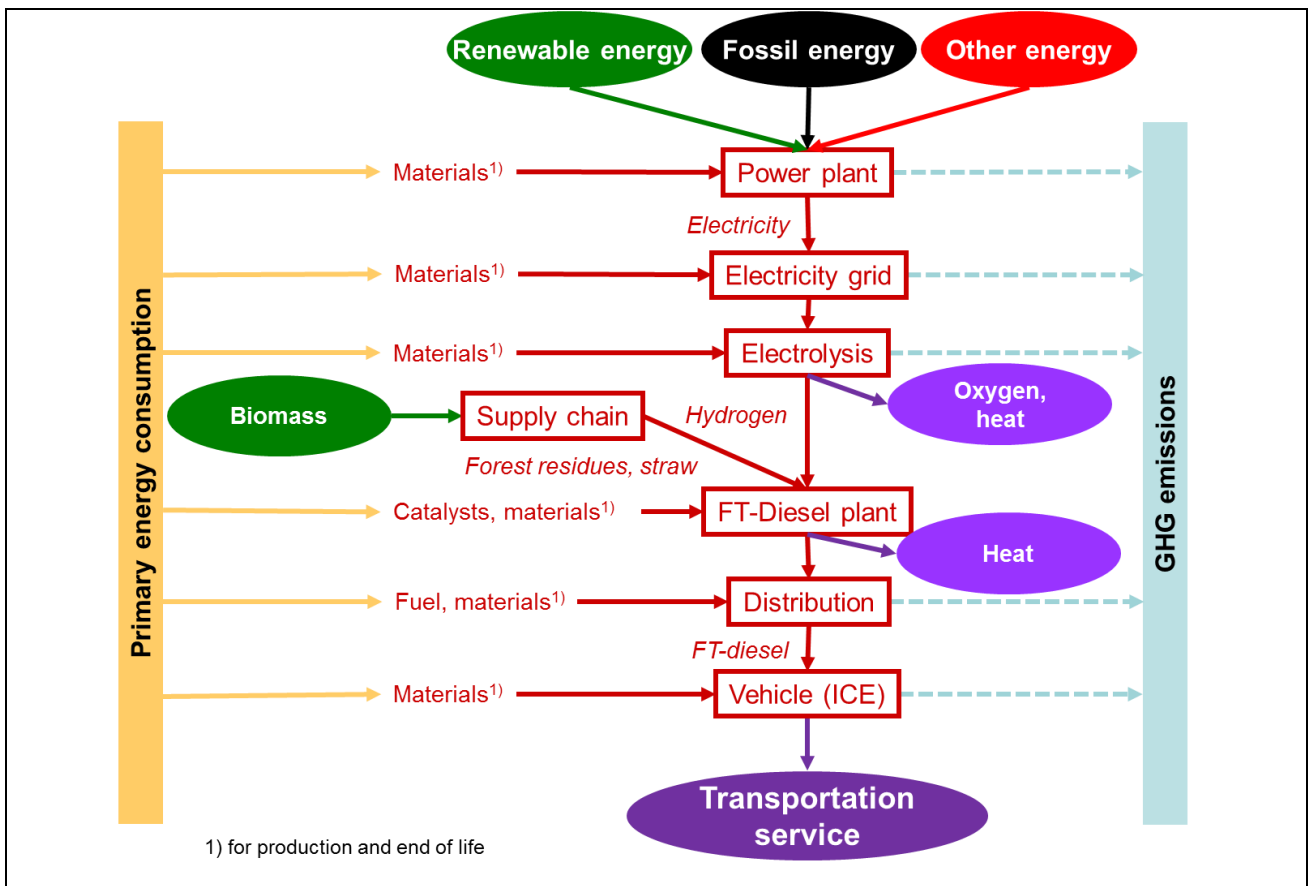 Renewable energy
Fossil energy
Other energy
Primary energy consumption
GHG emissions
Materials¹⁾
Power plant
Electricity
Materials¹⁾
Electricity grid
Materials¹⁾
Electrolysis
Oxygen,
heat
Biomass
Supply chain
Hydrogen
Forest residues, straw
Catalysts, materials¹⁾
FT-Diesel plant
Heat
Fuel, materials¹⁾
Distribution
FT-diesel
Materials¹⁾
Vehicle (ICE)
Transportation
service
1) for production and end of life